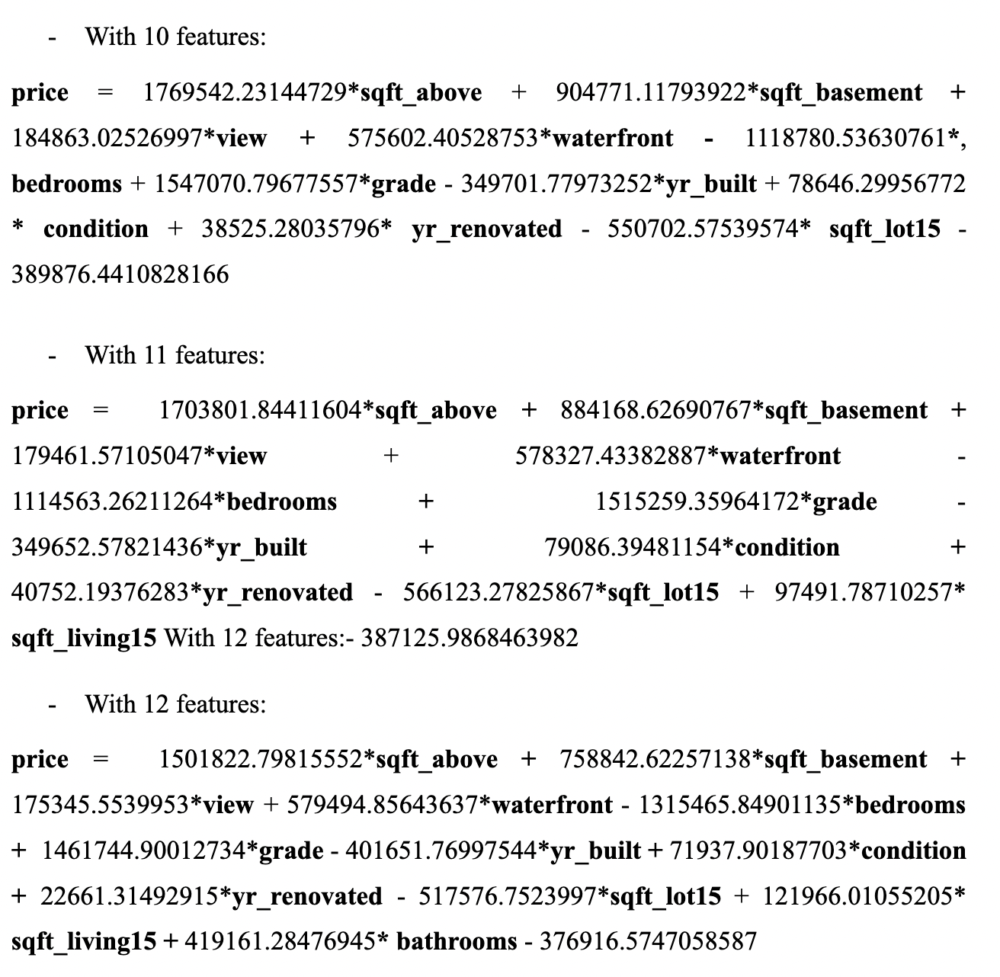 - With 10 features:
price = 1769542.23144729*sqft_above + 904771.11793922*sqft_basement +
184863.02526997*view + 575602.40528753*waterfront - 1118780.53630761*,
bedrooms + 1547070.79677557*grade - 349701.77973252*yr_built + 78646.29956772
* condition + 38525.28035796* yr_renovated - 550702.57539574* sqft_lot15 -
389876.4410828166
- With 11 features:
price = 1703801.84411604*sqft_above + 884168.62690767*sqft_basement +
179461.57105047*view + 578327.43382887*waterfront -
1114563.26211264*bedrooms + 1515259.35964172*grade -
349652.57821436*yr_built + 79086.39481154*condition +
40752.19376283*yr_renovated - 566123.27825867*sqft_lot15 + 97491.78710257*
sqft_living15 With 12 features:- 387125.9868463982
- With 12 features:
price = 1501822.79815552*sqft_above + 758842.62257138*sqft_basement +
175345.5539953*view + 579494.85643637*waterfront - 1315465.84901135*bedrooms
+ 1461744.90012734*grade - 401651.76997544*yr_built + 71937.90187703*condition
+ 22661.31492915*yr_renovated - 517576.7523997*sqft_lot15 + 121966.01055205*
sqft_living15 + 419161.28476945* bathrooms - 376916.5747058587